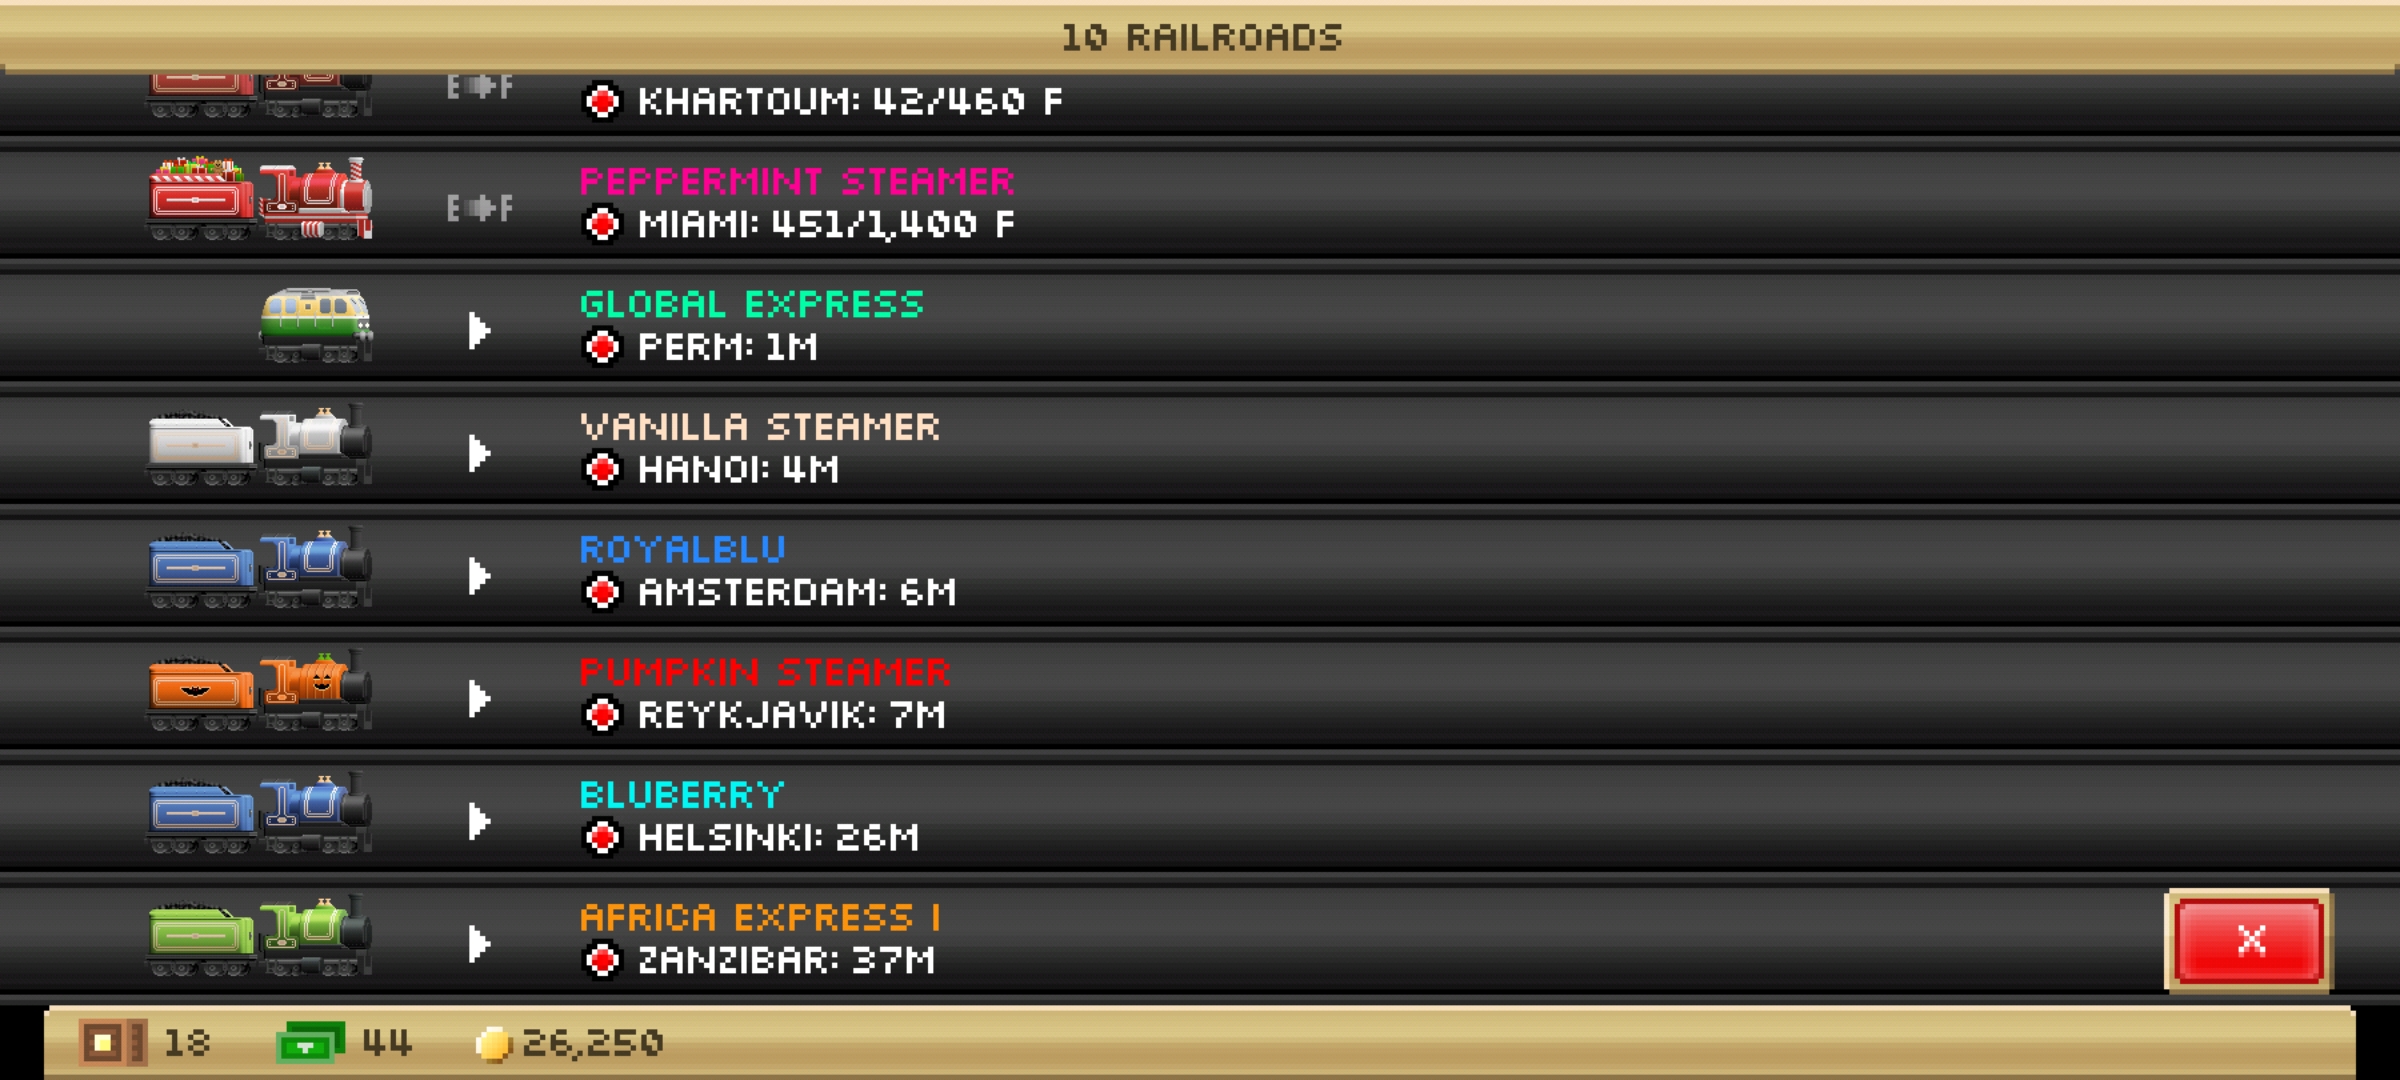 10 RAILROADS
E F
KHARTOUM: 42/460 F
PEPPERMINT STEAMER
E F
MIAMI: 451/1,400 F
GLOBAL EXPRESS
PERM: 1M
VANILLA STEAMER
HANOI: 4M
ROYALBLU
AMSTERDAM: 6M
PUMPKIN STEAMER
REYKJAVIK: 7M
BLUBERRY
HELSINKI: 26M
AFRICA EXPRESS I
ZANZIBAR: 37M
X
18 44 26,250